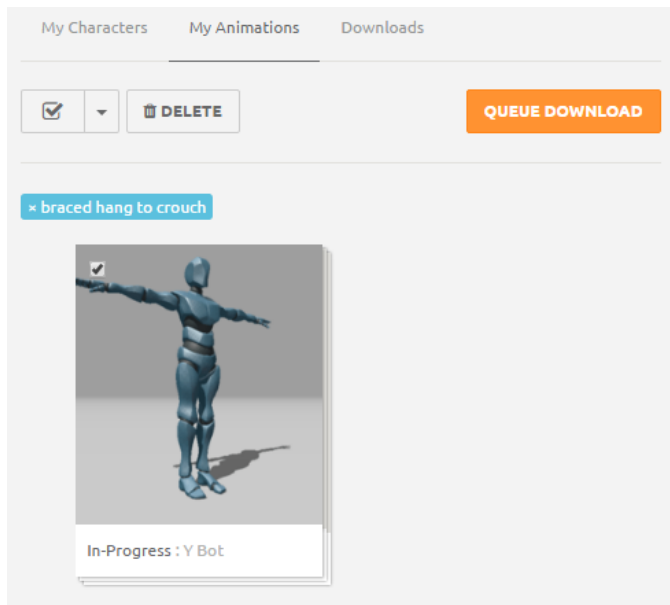 My Characters My Animations Downloads
DELETE QUEUE DOWNLOAD
× braced hang to crouch
In-Progress : Y Bot